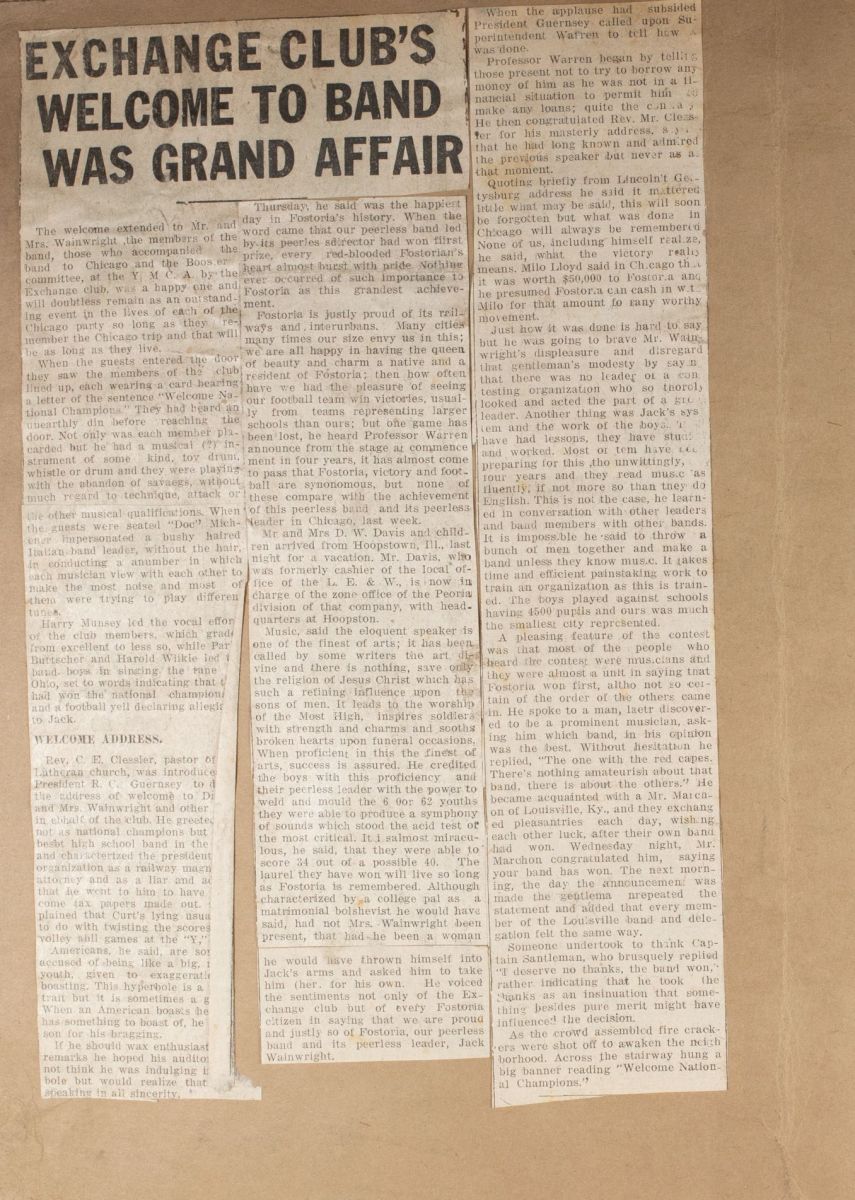 EXCHANGE CLUB'S
WELCOME TO BAND
WAS GRAND AFFAIR
The welcome extended to Mr. and
Mrs. Wainwright ,the members of the
band, those who accompanied the
band to Chicago and the Booster
committee, at the Y. M. C. A. by the
Exchange club, was a happy one and
will doubtless remain as an outstand-
ing event in the lives of each of the
Chicago party so long as they re-
member the Chicago trip and that will
be as long as they live.
When the guests entered the door
they saw the members of the club
lined up, each wearing a card bearing
a letter of the sentence "Welcome Na-
tional Champions." They had heard an
unearthly din before reaching the
door. Not only was each member pla-
carded but he had a musical (?) in-
strument of some kind, toy drum,
whistle or drum and they were playing
with the abandon of savaegs, without
much regard to technique, attack or
the other musical qualifications. When
the guests were seated "Doc" Mich-
ener impersonated a bushy haired
Italian band leader, without the hair,
in conducting a anumber in which
each musician view with each other to
make the most noise and most of
them were trying to play differen
tunes.
Harry Munsey led the vocal effor
of the club members, which grad
from excellent to less so, while Par
Burtscher and Harold Wilkie led
band boys in singing the tune
Ohio, set to words indicating that
had won the national champion
and a football yell declaring allegi
to Jack.
WELCOME ADDRESS.
Rev. C. E. Clessler, pastor of
Lutheran church, was introduce
President R. C. Guernsey to d
the address of welcome to Di
and Mrs. Wainwright and other
in ebhalf of the club. He greete
not as national champions but
besbt high school band in the
and characterized the president
organization as a railway magn
attorney and as a liar and ad
that he went to him to have
come tax papers made out.
plained that Curt's lying usua
to do with twisting the scores
volley ball games at the "Y,"
Americans, he said, are so
accused of being like a big,
youth, given to exaggerati
boasting. This hyperbole is a
trait but it is sometimes a g
When an American boasts he
has something to boast of, he
son for his bragging.
If he should wax enthusiast
remarks he hoped his auditor
not think he was indulging i
bole but would realize that
speaking in all sincerity.
Thursday, he said was the happiest
day in Fostoria's history. When the
word came that our peerless band led
by its peerles sdirector had won fiirst
prize, every red-blooded Fostorian's
heart almost burst with pride. Nothing
ever occurred of such importance to
Fostoria as this grandest achieve-
ment.
Fostoria is justly proud of its rail-
ways and interurbans. Many cities
many times our size envy us in this;
we are all happy in having the queen
of beauty and charm a native and a
resident of Fostoria; then how often
have we had the pleasure of seeing
our football team win victories, usual-
ly from teams representing larger
schools than ours; but one game has
been lost, he heard Professor Warren
announce from the stage at commence
ment in four years, it has almost come
to pass that Fostoria, victory and foot-
ball are synonomous, but none of
these compare with the achievement
of this peerless band and its peerless
leader in Chicago, last week.
Mr. and Mrs D. W. Davis and child-
ren arrived from Hoopstown, Ill., last
night for a vacation. Mr. Davis, who
was formerly cashier of the local of-
fice of the L. E. & W., is now in
charge of the zone office of the Peoria
division of that company, with head-
quarters at Hoopston.
Music, said the eloquent speaker is
one of the finest of arts; it has been
called by some writers the art di-
vine and there is nothing, save only
the religion of Jesus Christ which has
such a refining influence upon the
sons of men. It leads to the worship
of the Most High, inspires soldiers
with strength and charms and sooths
broken hearts upon funeral occasions.
When proficient in this the finest of
arts, success is assured. He credited
the boys with this proficiency and
their peerless leader with the power to
weld and mould the 6 0or 62 youths
they were able to produce a symphony
of sounds which stood the acid test of
the most critical. It i salmost miracu-
lous, he said, that they were able to
score 34 out of a possible 40. The
laurel they have won will live so long
as Fostoria is remembered. Although
characterized by a college pal as a
matrimonial bolshevist he would have
said, had not Mrs. Wainwright been
present, that had he been a woman
he would have thrown himself into
Jack's arms and asked him to take
him (her. for his own. He voiced
the sentiments not only of the Ex-
change club but of every Fostoria
citizen in saying that we are proud
and justly so of Fostoria, our peerless
band and its peerless leader, Jack
Wainwright.
When the applause had subsided
President Guernsey called upon Su-
perintendent Warren to tell how
was done.
Professor Warren began by telling
those present not to try to borrow any
money of him as he was not in a fi-
nancial situation to permit him to
make any loans; quite the
He then congratulated Rev. Mr. Cless-
ler for his masterly address,
that he had long known and admired
the previous speaker but never as a
that moment.
Quoting briefly from Lincoln't Get-
tysburg address he said it mattered
little what may be said, this will soon
be forgotten but what was done in
Chicago will always be remembered
None of us, including himself realize,
he said, what the victory really
means. Milo Lloyd said in Chicago that
it was worth $50,000 to Fostoria and
he presumed Fostoria can cash in
Milo for that amount fo rany worthy
movement.
Just how it was done is hard to say
but he was going to brave Mr. Wain
wright's displeasure and disregard
that gentleman's modesty by say n
that there was no leader of a con
testing organization who so thorely
looked and acted the part of a
leader. Another thing was Jack's sys
tem and the work of the boys.
have had lessons, they have stud
and worked. Most of tem have
preparing for this ,tho unwittingly,
four years and they read music as
fluently, if not more so than they do
English. This is not the case, he learn-
ed in conversation with other leaders
and band members with other bands.
It is impossble he said to throw a
bunch of men together and make a
band unless they know music. It takes
time and efficient painstaking work to
train an organization as this is train-
ed. The boys played against schools
having 4500 pupils and ours was much
the smallest city reprcented.
A pleasing feature of the contest
was that most of the people who
heard the contest were musicians and
they were almost a unit in saying that
Fostoria won first, altho not so cer-
tain of the order of the others came
in. He spoke to a man, laetr discover-
ed to be a prominent musician, ask-
ing him which band, in his opinion
was the best. Without hesitation he
replied, "The one with the red capes.
There's nothing amateurish about that
band, there is about the others." He
became acquainted with a Mr. Marca-
on of Louisville, Ky., and they exchang
ed pleasantries each day, wishing
each other luck, after their own band
had won. Wednesday night, Mr.
Marchon congratulated him, saying
your band has won. The next morn-
ing, the day the announcement was
made the gentlema nrepeated the
statement and added that every mem-
ber of the Louisville band and dele-
gation felt the same way.
Someone undertook to thank Cap-
tain Santleman, who brusquely replied
"I deserve no thanks, the band won,"
rather indicating that he took the
thanks as an insinuation that some-
thing besides pure merit might have
influenced the decision.
As the crowd assembled fire crack-
ers were shot off to awaken the neigh
borhood. Across the stairway hung a
big banner reading "Welcome Nation-
al Champions."